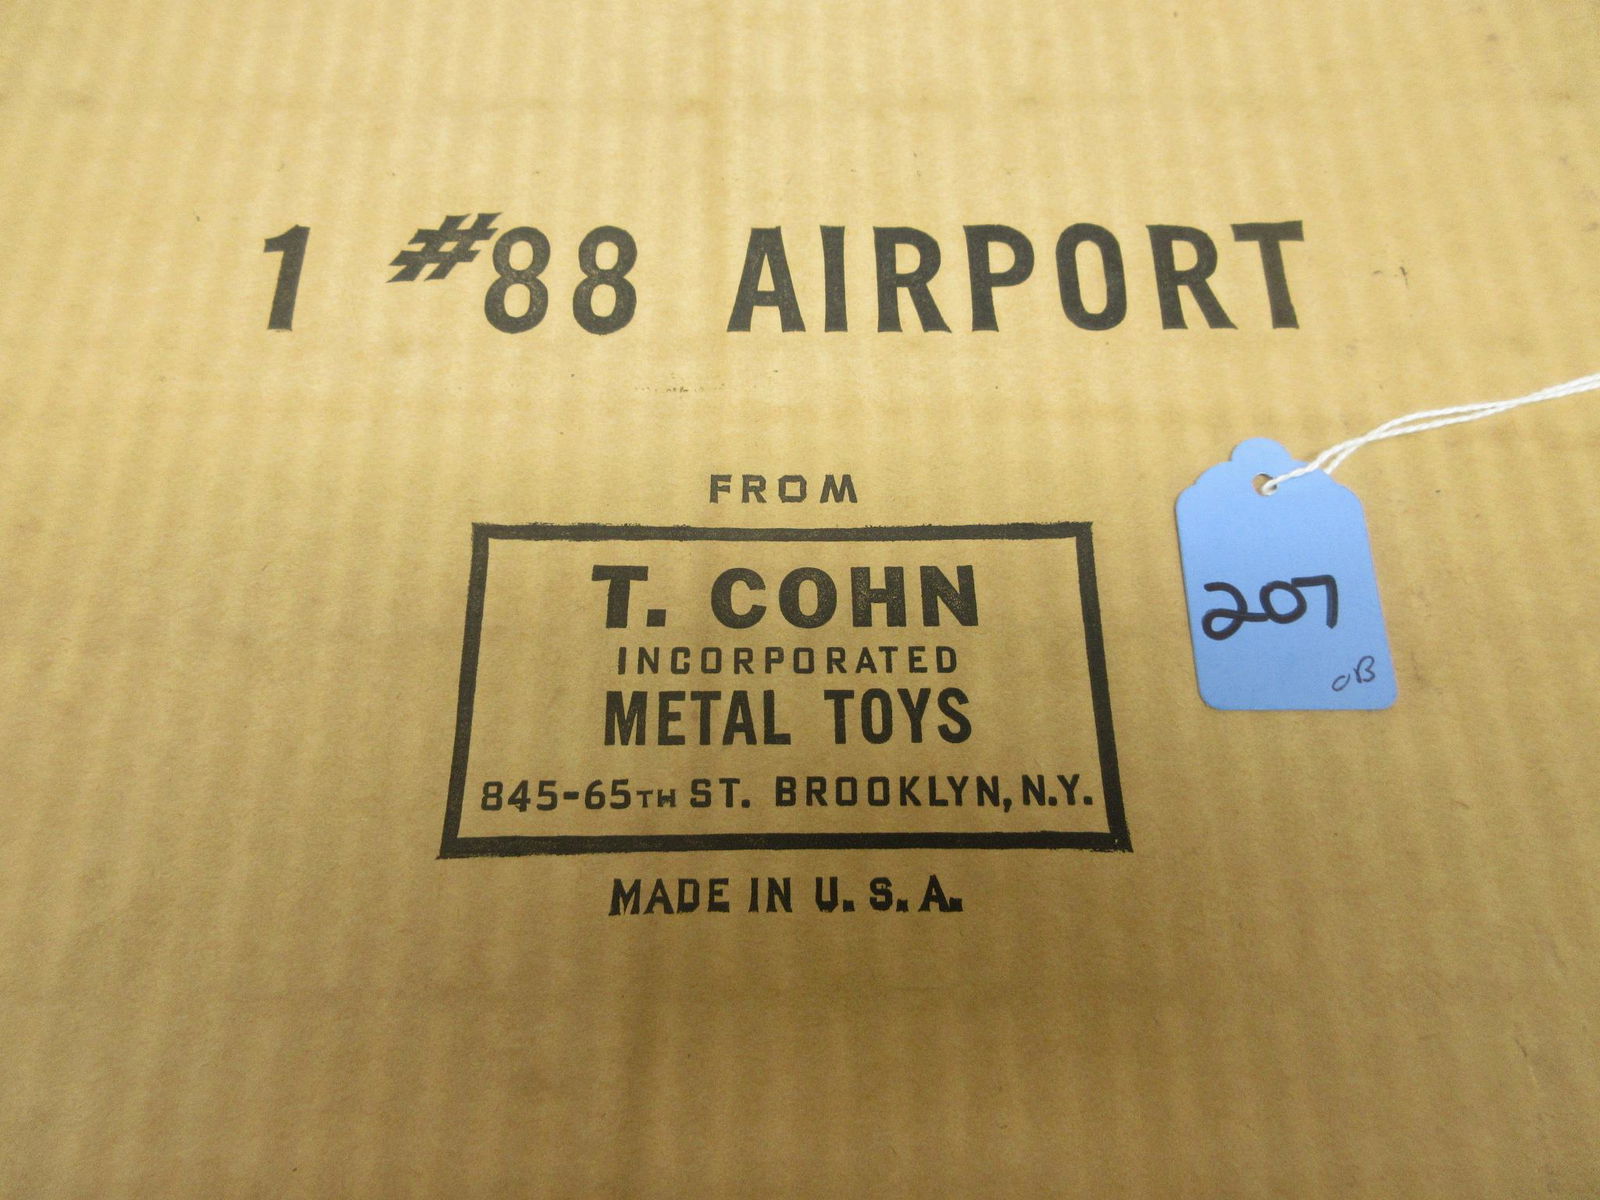 1 #88 AIRPORT
FROM
T. COHN
INCORPORATED
METAL TOYS
845-65TH ST. BROOKLYN, N.Y.
MADE IN U.S.A.
207
OB